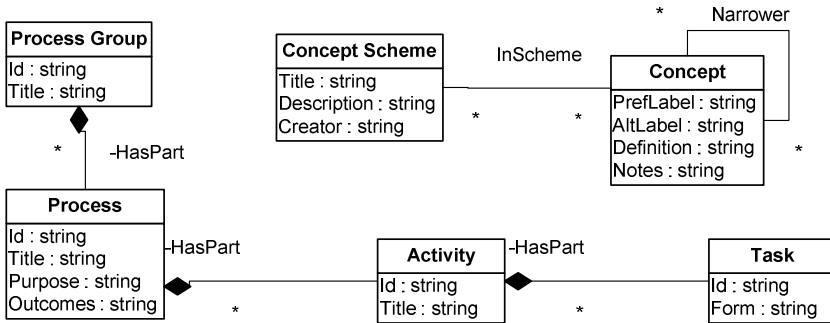 Process Group
Id : string
Title : string
*
-HasPart
Concept Scheme
Title : string
Description : string
Creator : string
InScheme
*
*
*
Narrower
Concept
PrefLabel : string
AltLabel : string
Definition : string
Notes : string
*
Process
Id : string
Title : string
Purpose : string
Outcomes : string
-HasPart
*
Activity
Id : string
Title : string
-HasPart
*
Task
Id : string
Form : string